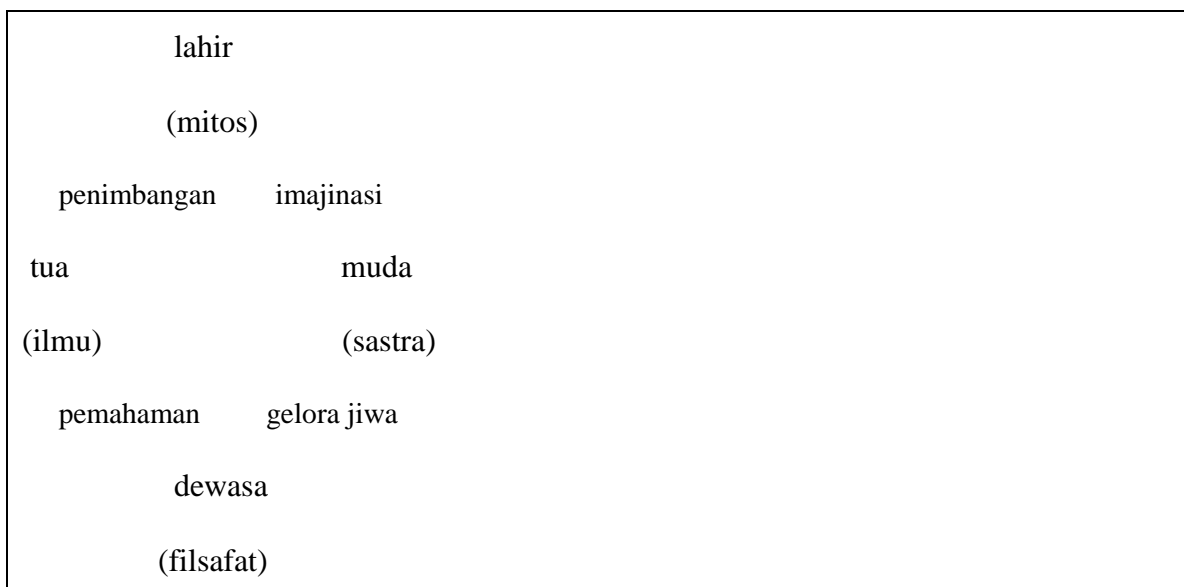 lahir
(mitos)
penimbangan imajinasi
tua muda
(ilmu) (sastra)
pemahaman gelora jiwa
dewasa
(filsafat)